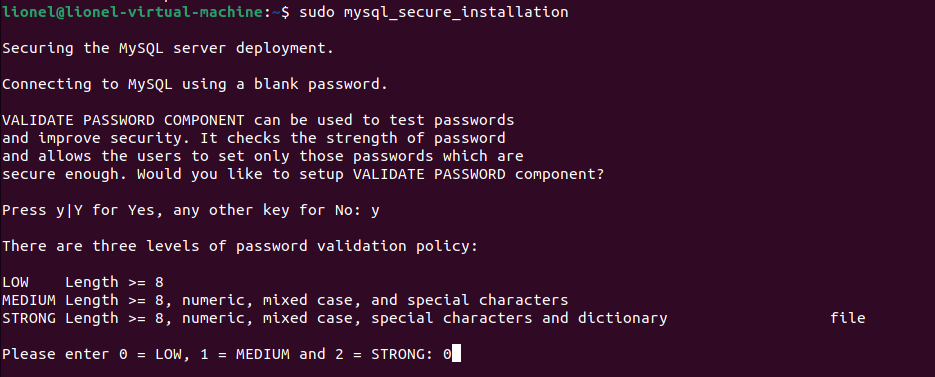 lionel@lionel-virtual-machine:~$ sudo mysql_secure_installation
Securing the MySQL server deployment.
Connecting to MySQL using a blank password.
VALIDATE PASSWORD COMPONENT can be used to test passwords
and improve security. It checks the strength of password
and allows the users to set only those passwords which are
secure enough. Would you like to setup VALIDATE PASSWORD component?
Press y|Y for Yes, any other key for No: y
There are three levels of password validation policy:
LOW    Length >= 8
MEDIUM Length >= 8, numeric, mixed case, and special characters
STRONG Length >= 8, numeric, mixed case, special characters and dictionary                  file
Please enter 0 = LOW, 1 = MEDIUM and 2 = STRONG: 0